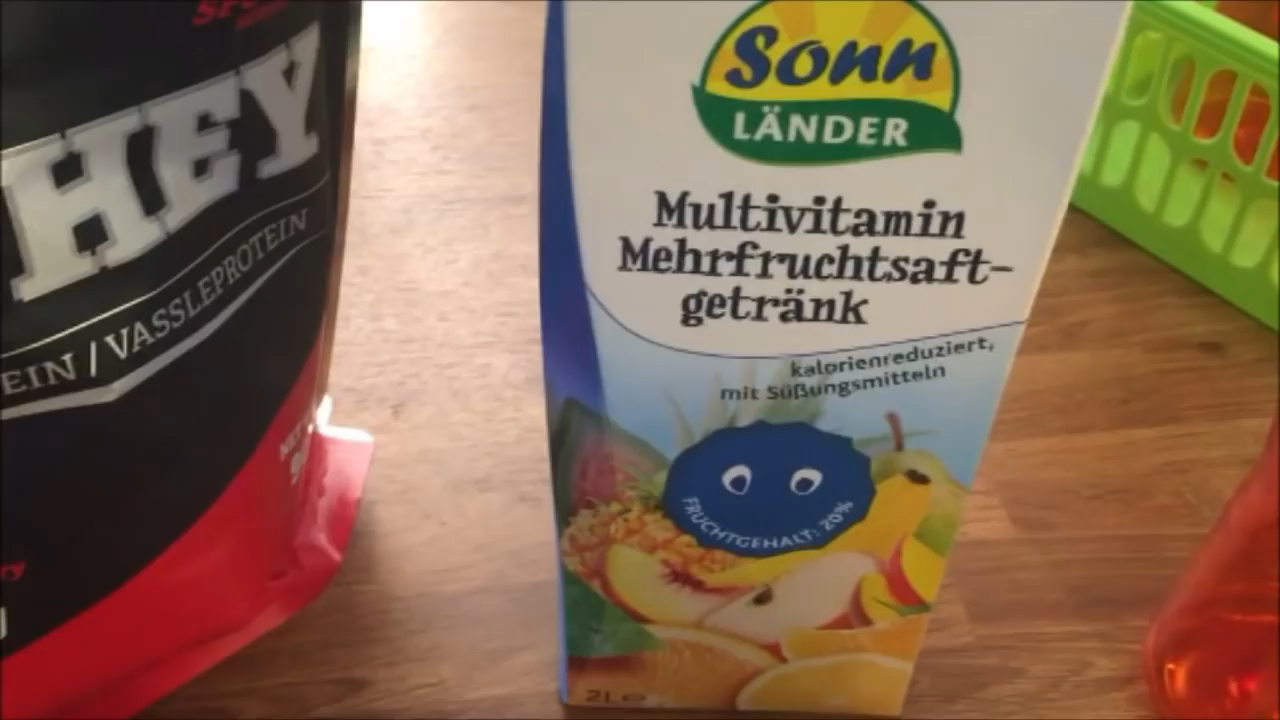 HEY
EIN / VASSLEPROTEIN
Sonn
LÄNDER
Multivitamin
Mehrfruchtsaft-
getränk
kalorienreduziert,
mit Süßungsmitteln
FRUCHTGEHALT: 20%
2L e